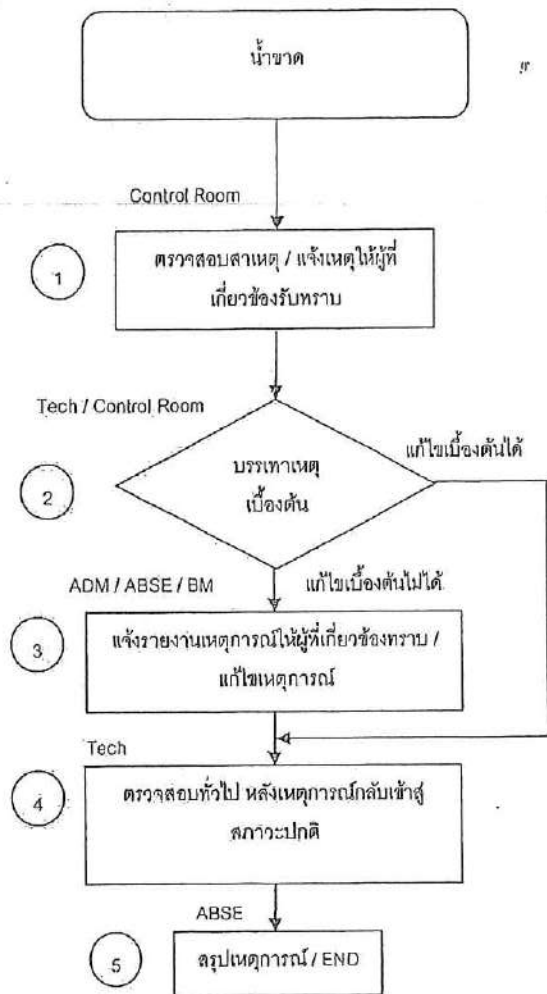 น้ำขาด
Control Room
1
ตรวจสอบสาเหตุ / แจ้งเหตุให้ผู้ที่
เกี่ยวข้องรับทราบ
Tech / Control Room
2
บรรเทาเหตุ
เบื้องต้น
แก้ไขเบื้องต้นได้
ADM / ABSE / BM
แก้ไขเบื้องต้นไม่ได้
3
แจ้งรายงานเหตุการณ์ให้ผู้ที่เกี่ยวข้องทราบ /
แก้ไขเหตุการณ์
Tech
4
ตรวจสอบทั่วไป หลังเหตุการณ์กลับเข้าสู่
สภาวะปกติ
ABSE
5
สรุปเหตุการณ์ / END